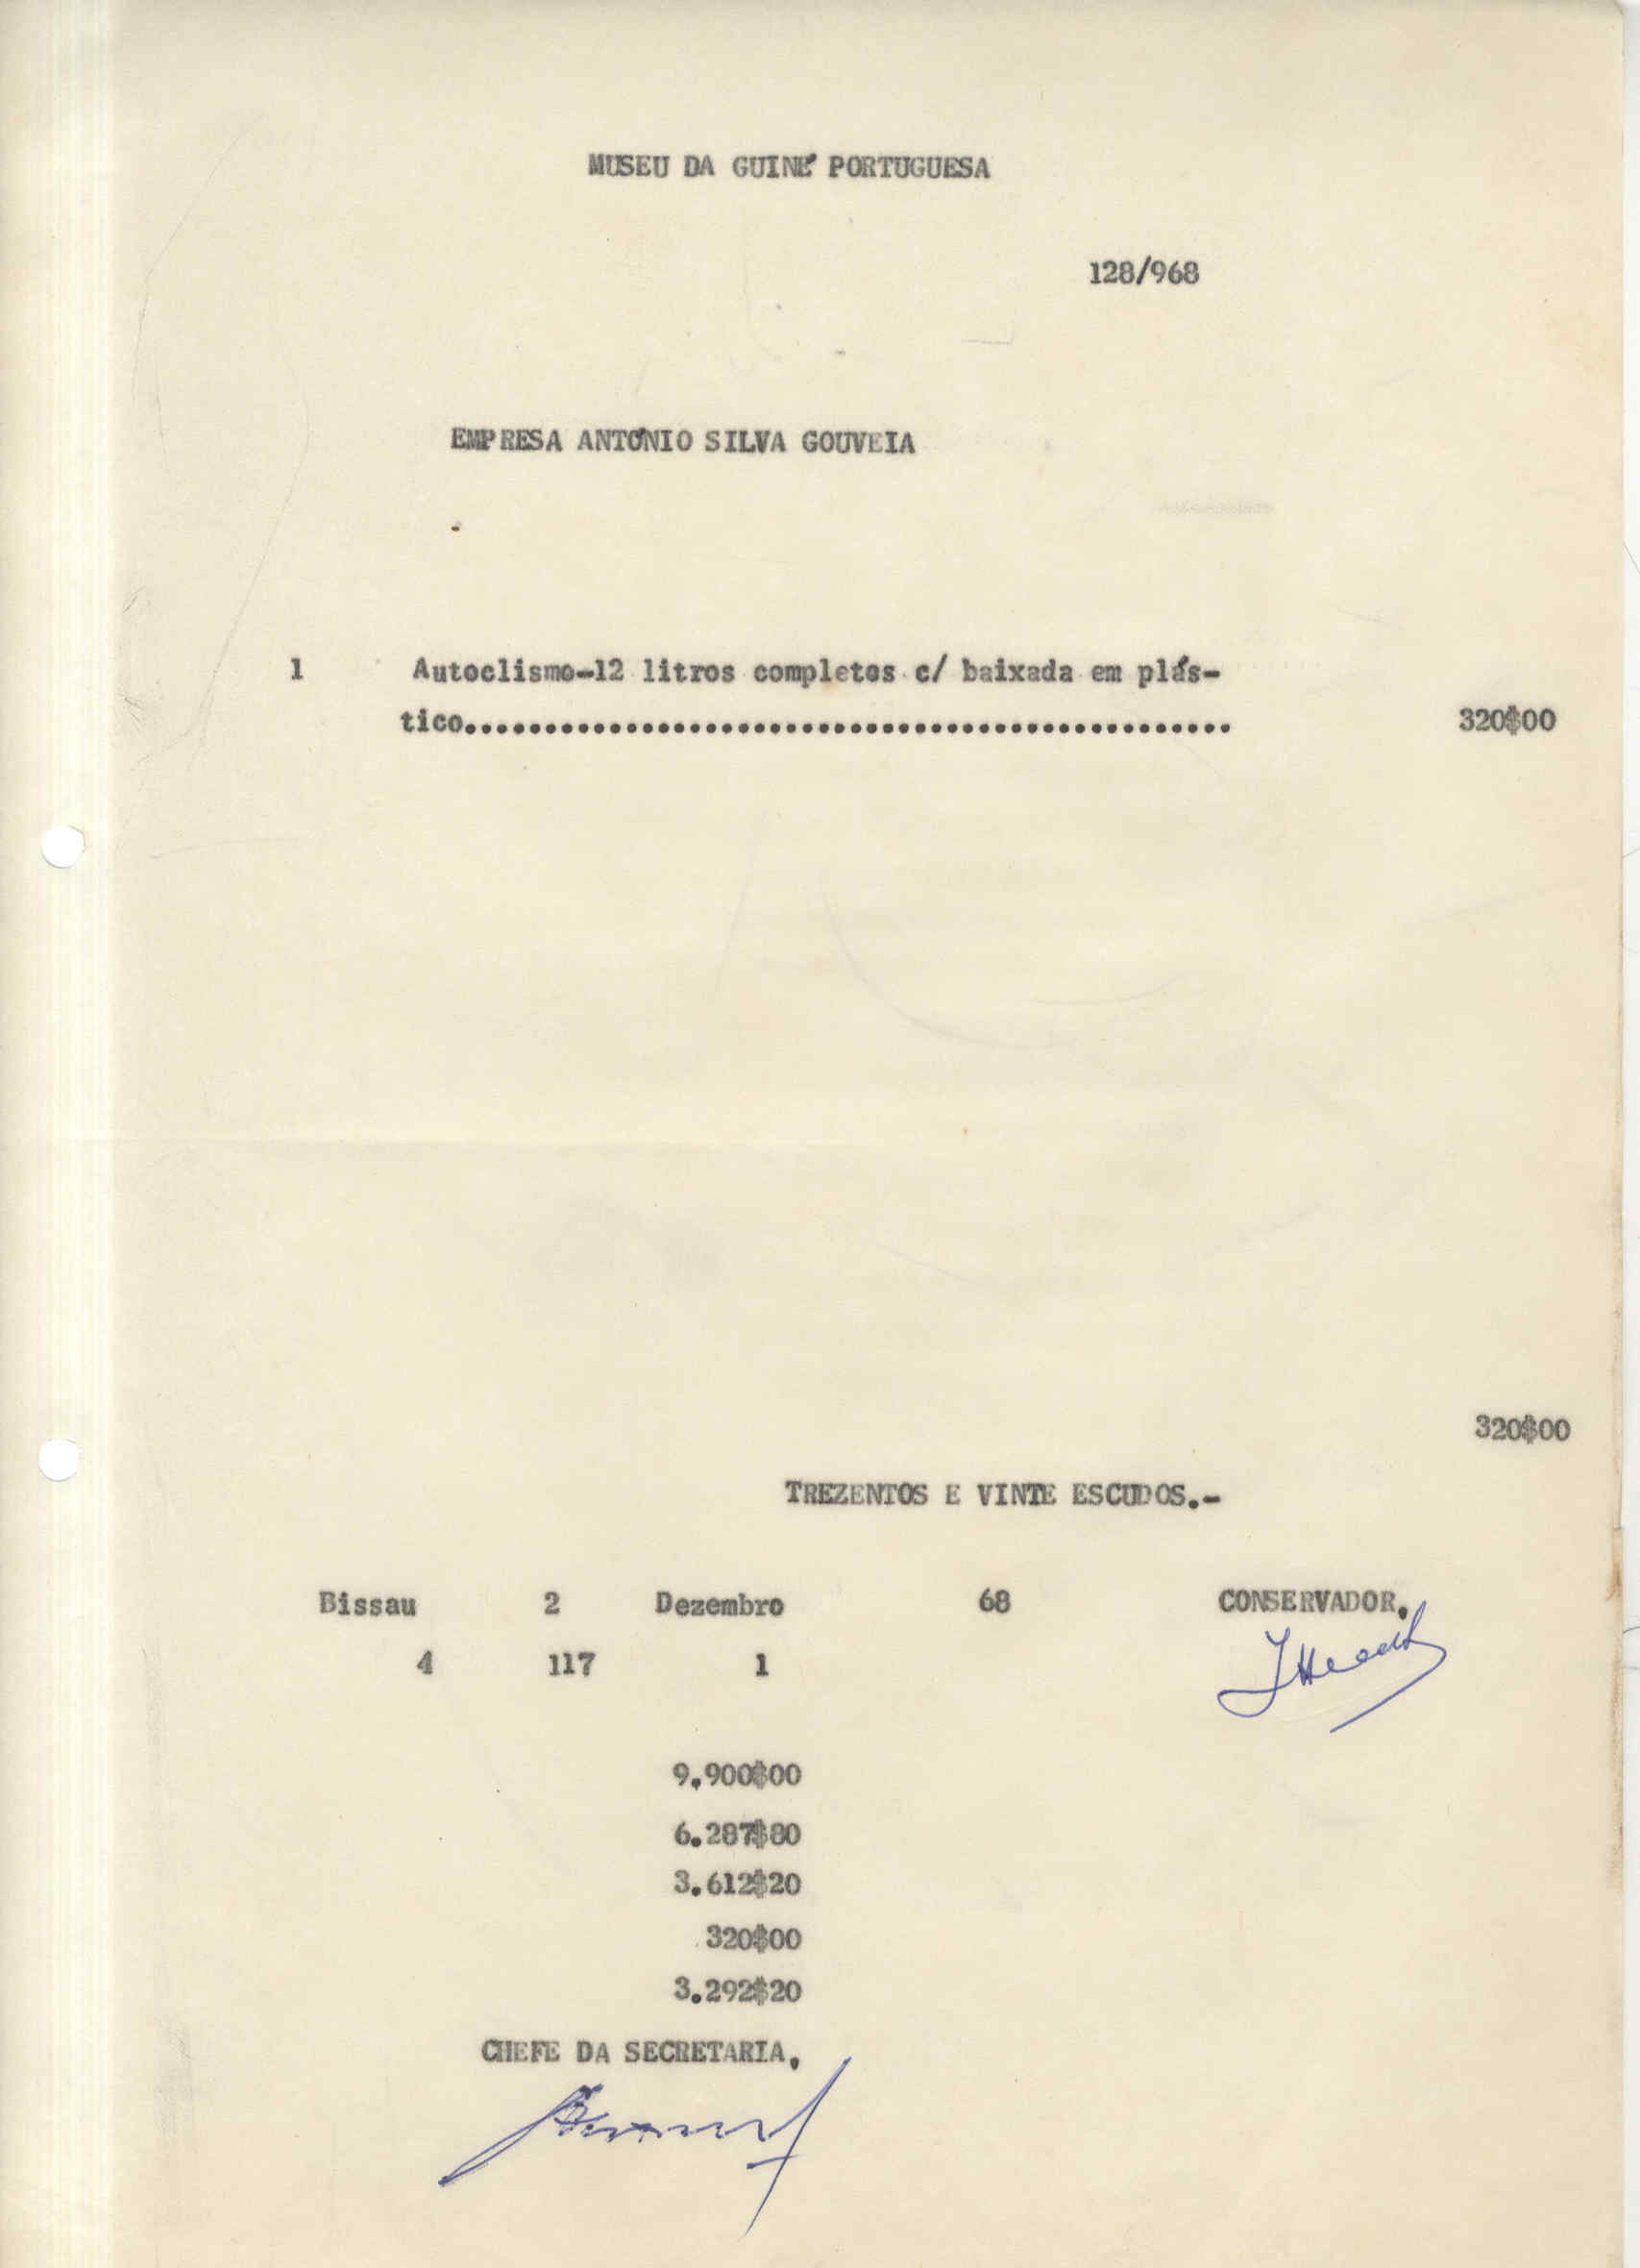 MUSEU DA GUINÉ PORTUGUESA
128/968
EMPRESA ANTÓNIO SILVA GOUVEIA
1 Autoclismo-12 litros completos c/ baixada em plás-
tico................................................ 320$00
320$00
TREZENTOS E VINTE ESCUDOS.-
Bissau 2 Dezembro 68 CONSERVADOR,
4 117 1
9.900$00
6.287$80
3.612$20
320$00
3.292$20
CHEFE DA SECRETARIA,